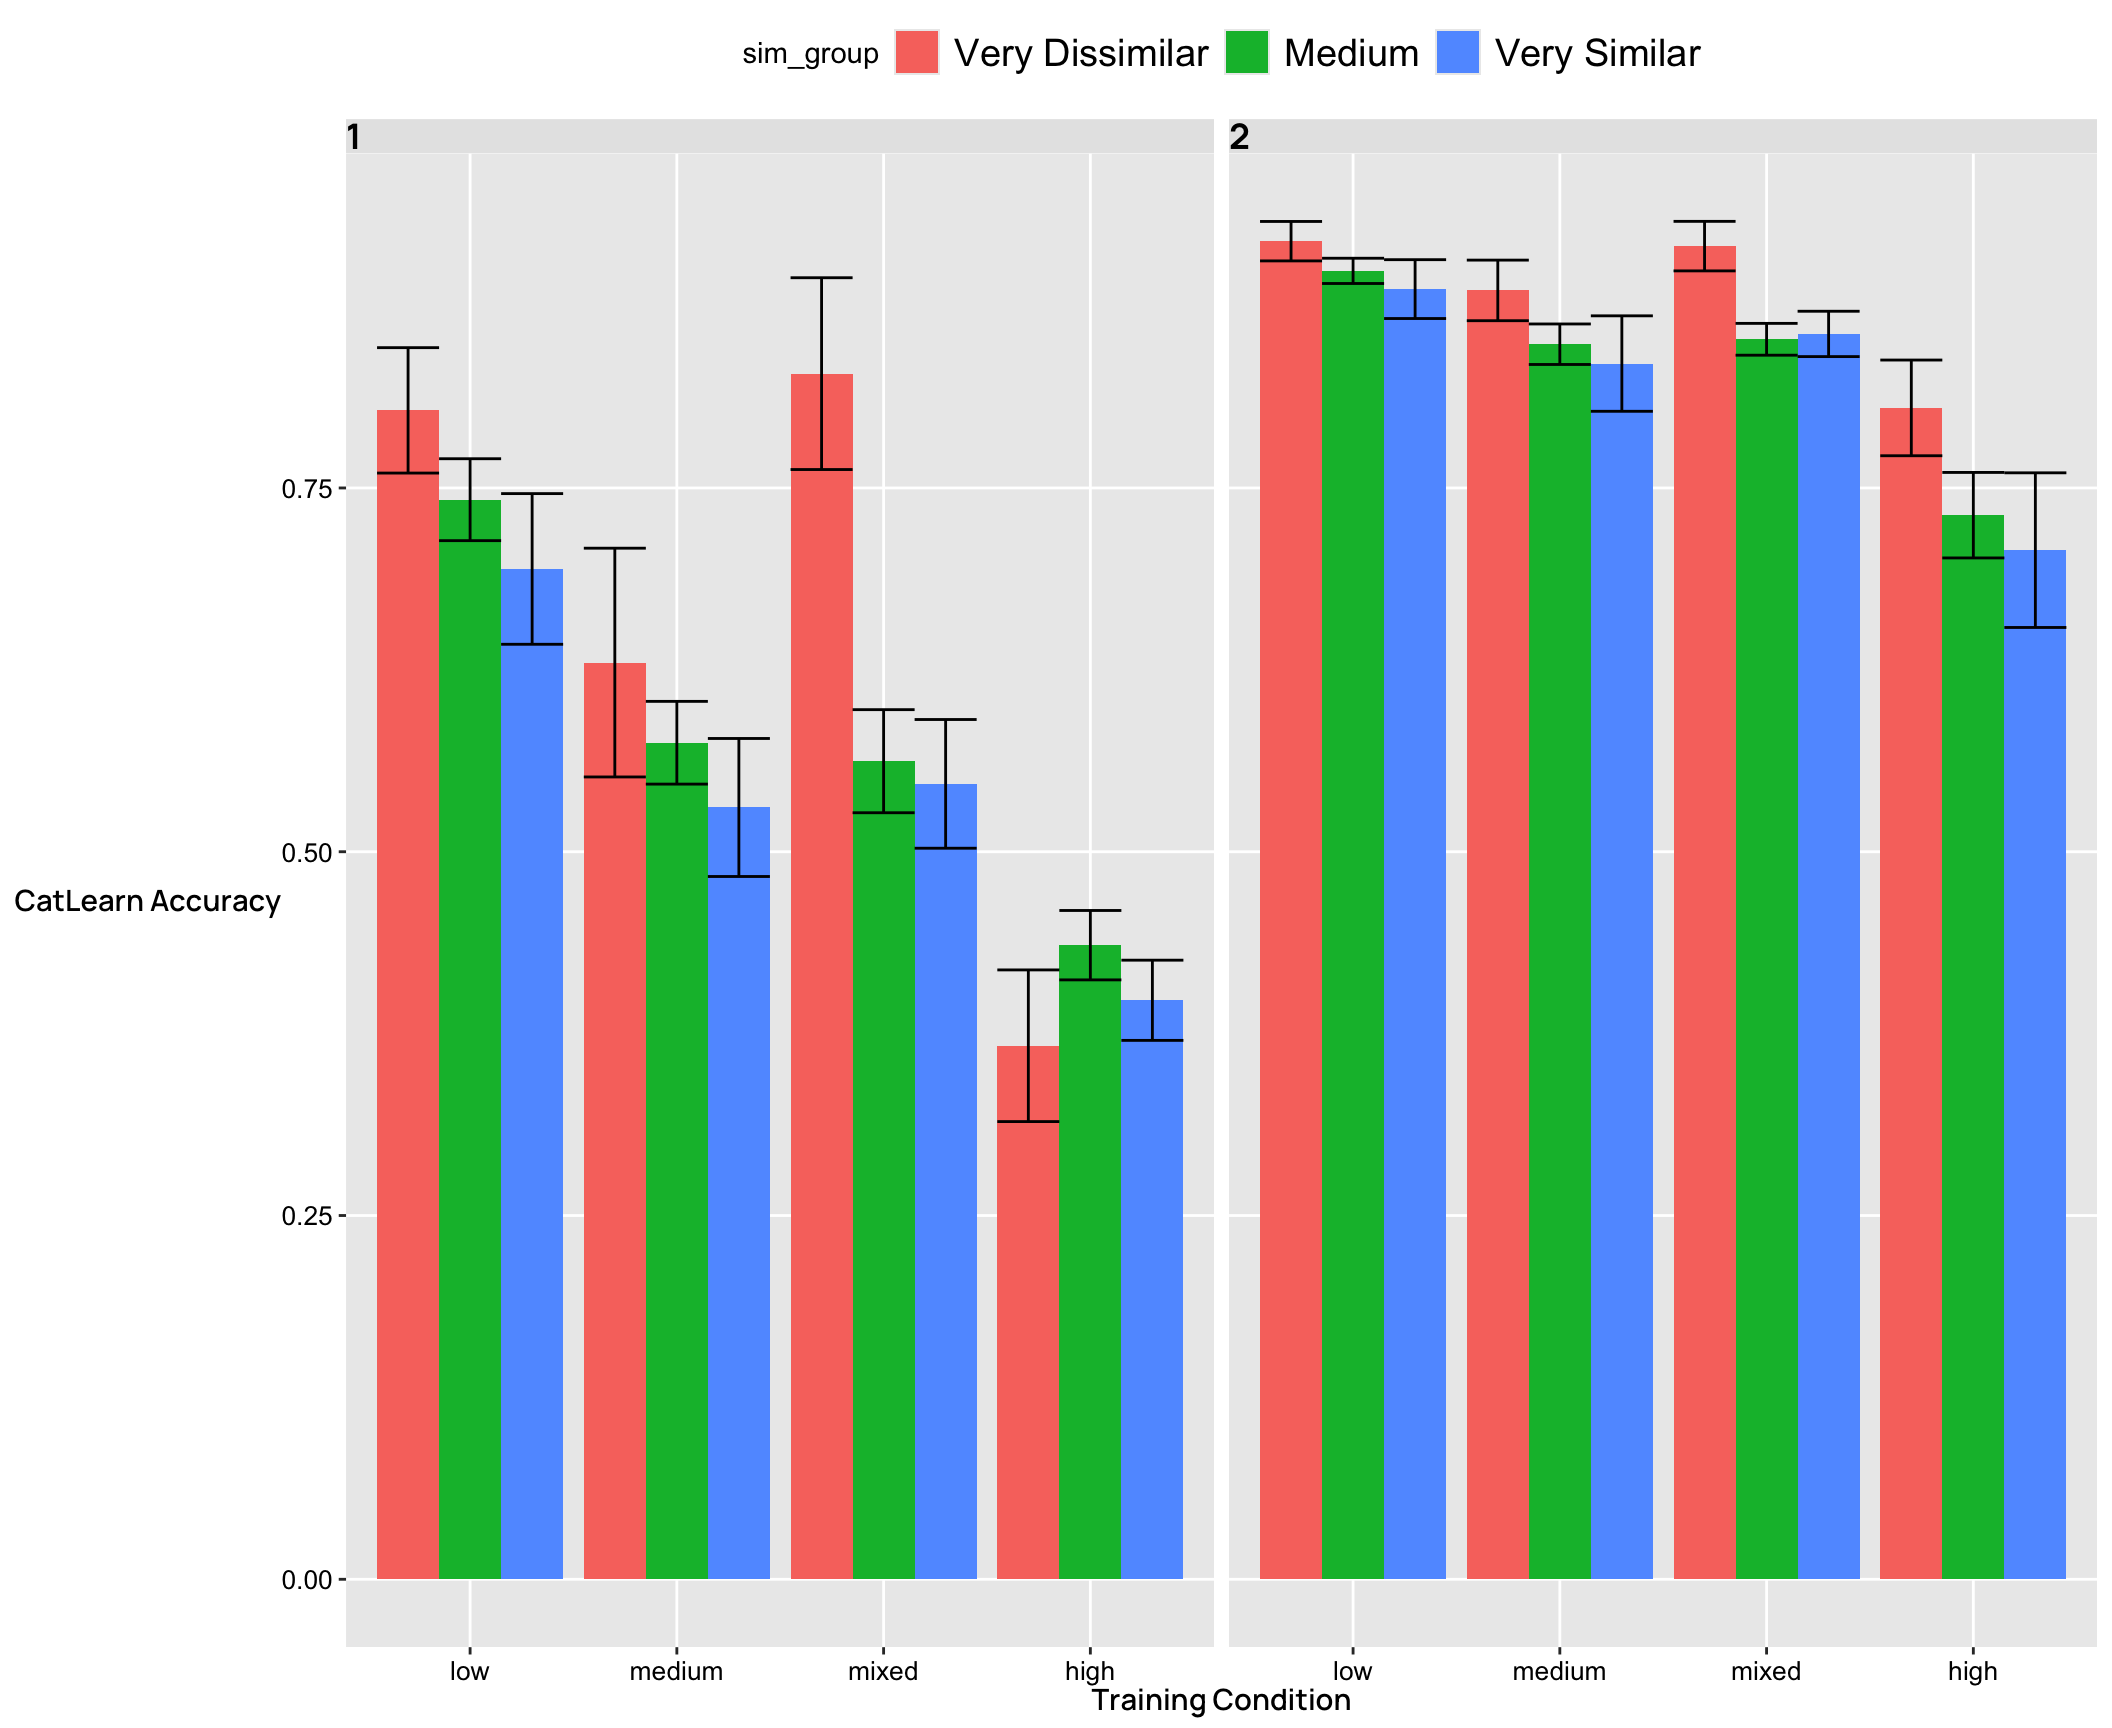 sim_group Very Dissimilar Medium Very Similar
1 2
0.75
0.50
CatLearn Accuracy
0.25
0.00
low medium mixed high low medium mixed high
Training Condition